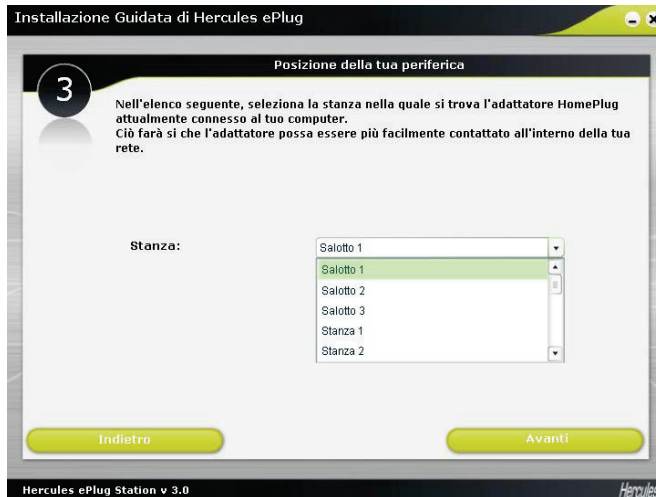 Installazione Guidata di Hercules ePlug
Posizione della tua periferica
3
Nell'elenco seguente, seleziona la stanza nella quale si trova l'adattatore HomePlug
attualmente connesso al tuo computer.
Ciò farà si che l'adattatore possa essere più facilmente contattato all'interno della tua
rete.
Stanza:
Salotto 1
Salotto 1
Salotto 2
Salotto 3
Stanza 1
Stanza 2
Indietro
Avanti
Hercules ePlug Station v 3.0
Hercules